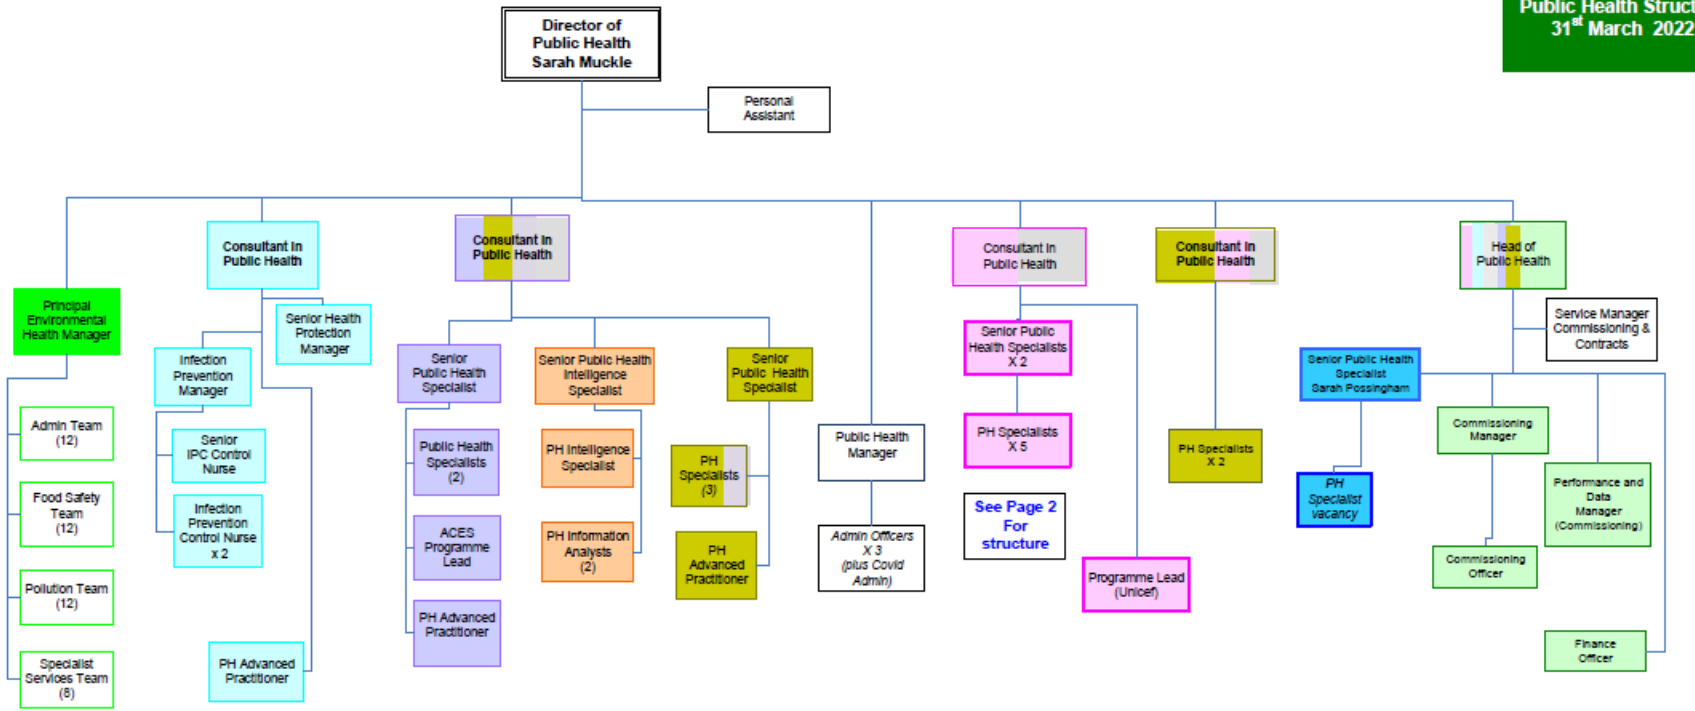 Public Health Struct
31st March 2022
Director of
Public Health
Sarah Muckle
Personal
Assistant
Principal
Environmental
Health Manager
Admin Team
(12)
Food Safety
Team
(12)
Pollution Team
(12)
Specialist
Services Team
(8)
Consultant in
Public Health
Senior Health
Protection
Manager
Infection
Prevention
Manager
Senior
IPC Control
Nurse
Infection
Prevention
Control Nurse
x 2
PH Advanced
Practitioner
Consultant in
Public Health
Senior
Public Health
Specialist
Public Health
Specialists
(2)
ACES
Programme
Lead
PH Advanced
Practitioner
Senior Public Health
Intelligence
Specialist
PH Intelligence
Specialist
PH Information
Analysts
(2)
Senior
Public Health
Specialist
PH
Specialists
(3)
PH
Advanced
Practitioner
Public Health
Manager
Admin Officers
X 3
(plus Covid
Admin)
Consultant in
Public Health
Senior Public
Health Specialists
X 2
PH Specialists
X 5
See Page 2
For
structure
Programme Lead
(Unicef)
Consultant in
Public Health
PH Specialists
X 2
Head of
Public Health
Service Manager
Commissioning &
Contracts
Senior Public Health
Specialist
Sarah Possingham
PH
Specialist
vacancy
Commissioning
Manager
Commissioning
Officer
Performance and
Data
Manager
(Commissioning)
Finance
Officer